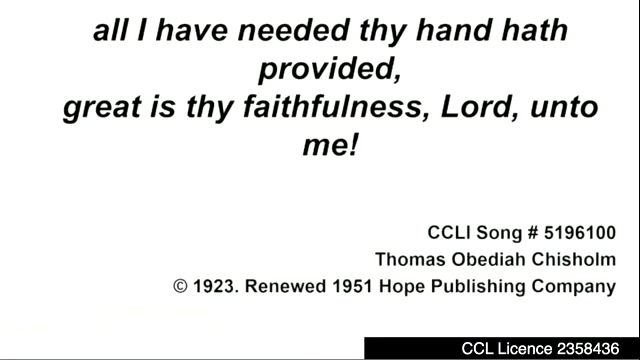 all I have needed thy hand hath
provided,
great is thy faithfulness, Lord, unto
me!
CCLI Song # 5196100
Thomas Obediah Chisholm
© 1923. Renewed 1951 Hope Publishing Company
CCL Licence 2358436